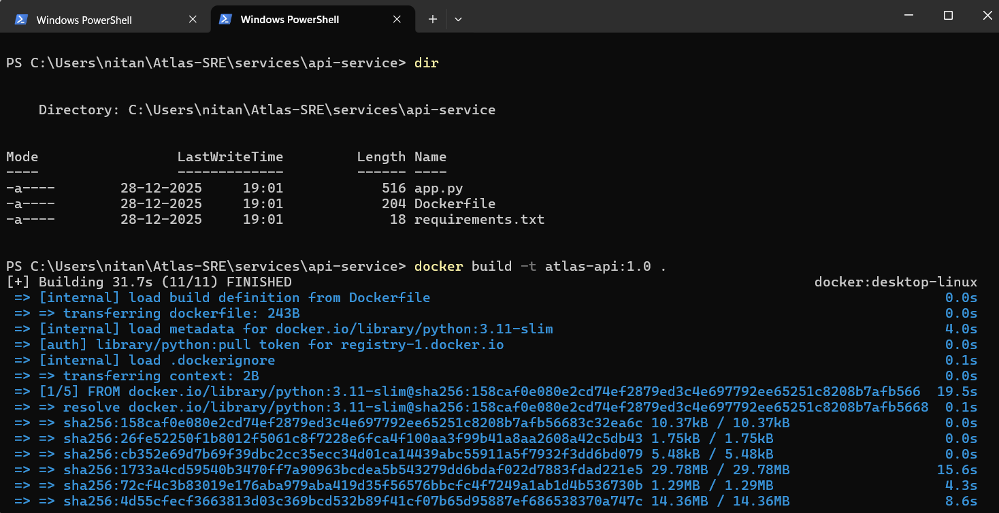 Windows PowerShell
Windows PowerShell
PS C:\Users\nitan\Atlas-SRE\services\api-service> dir
Directory: C:\Users\nitan\Atlas-SRE\services\api-service
Mode LastWriteTime Length Name
---- ------------- ------ ----
-a---- 28-12-2025 19:01 516 app.py
-a---- 28-12-2025 19:01 204 Dockerfile
-a---- 28-12-2025 19:01 18 requirements.txt
PS C:\Users\nitan\Atlas-SRE\services\api-service> docker build -t atlas-api:1.0 .
[+] Building 31.7s (11/11) FINISHED docker:desktop-linux
=> [internal] load build definition from Dockerfile 0.0s
=> => transferring dockerfile: 243B 0.0s
=> [internal] load metadata for docker.io/library/python:3.11-slim 4.0s
=> [auth] library/python:pull token for registry-1.docker.io 0.0s
=> [internal] load .dockerignore 0.1s
=> => transferring context: 2B 0.0s
=> [1/5] FROM docker.io/library/python:3.11-slim@sha256:158caf0e080e2cd74ef2879ed3c4e697792ee65251c8208b7afb566 19.5s
=> => resolve docker.io/library/python:3.11-slim@sha256:158caf0e080e2cd74ef2879ed3c4e697792ee65251c8208b7afb5668 0.1s
=> => sha256:158caf0e080e2cd74ef2879ed3c4e697792ee65251c8208b7afb56683c32ea6c 10.37kB / 10.37kB 0.0s
=> => sha256:26fe52250f1b8012f5061c8f7228e6fca4f100aa3f99b41a8aa2608a42c5db43 1.75kB / 1.75kB 0.0s
=> => sha256:cb352e69d7b69f39dbc2cc35ecc34d01ca14439abc55911a5f7932f3dd6bd079 5.48kB / 5.48kB 0.0s
=> => sha256:1733a4cd59540b3470ff7a90963bcdea5b543279dd6bdaf022d7883fdad221e5 29.78MB / 29.78MB 15.6s
=> => sha256:72cf4c3b83019e176aba979aba419d35f56576bbcfc4f7249a1ab1d4b536730b 1.29MB / 1.29MB 4.3s
=> => sha256:4d55cfecf3663813d03c369bcd532b89f41cf07b65d95887ef686538370a747c 14.36MB / 14.36MB 8.6s